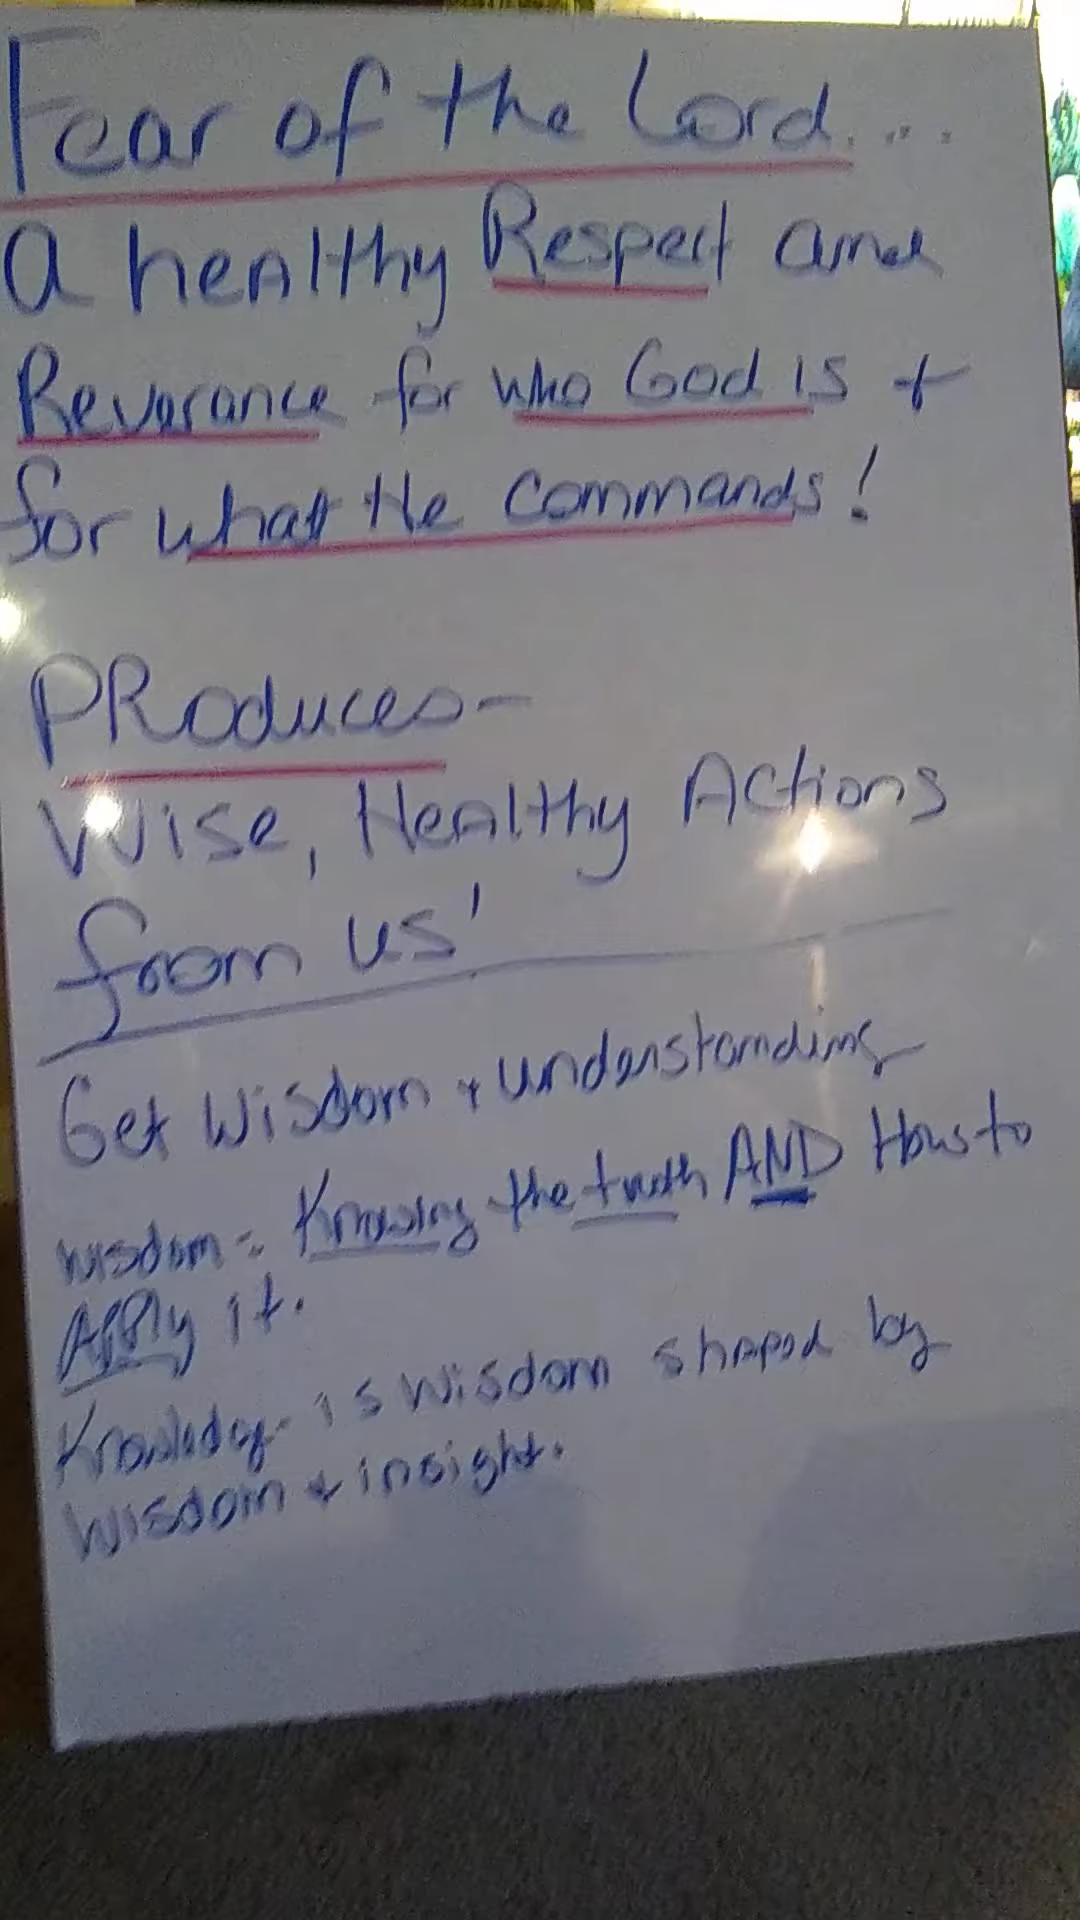 Fear of the Lord....
a healthy Respect and
Reverance for who God is +
for what He commands!
PRoduces-
Wise, Healthy Actions
from us'
Get Wisdom + understanding
wisdom = Knowing the truth AND How to
Apply it.
Knowledge - is wisdom shaped by
Wisdom + insight.